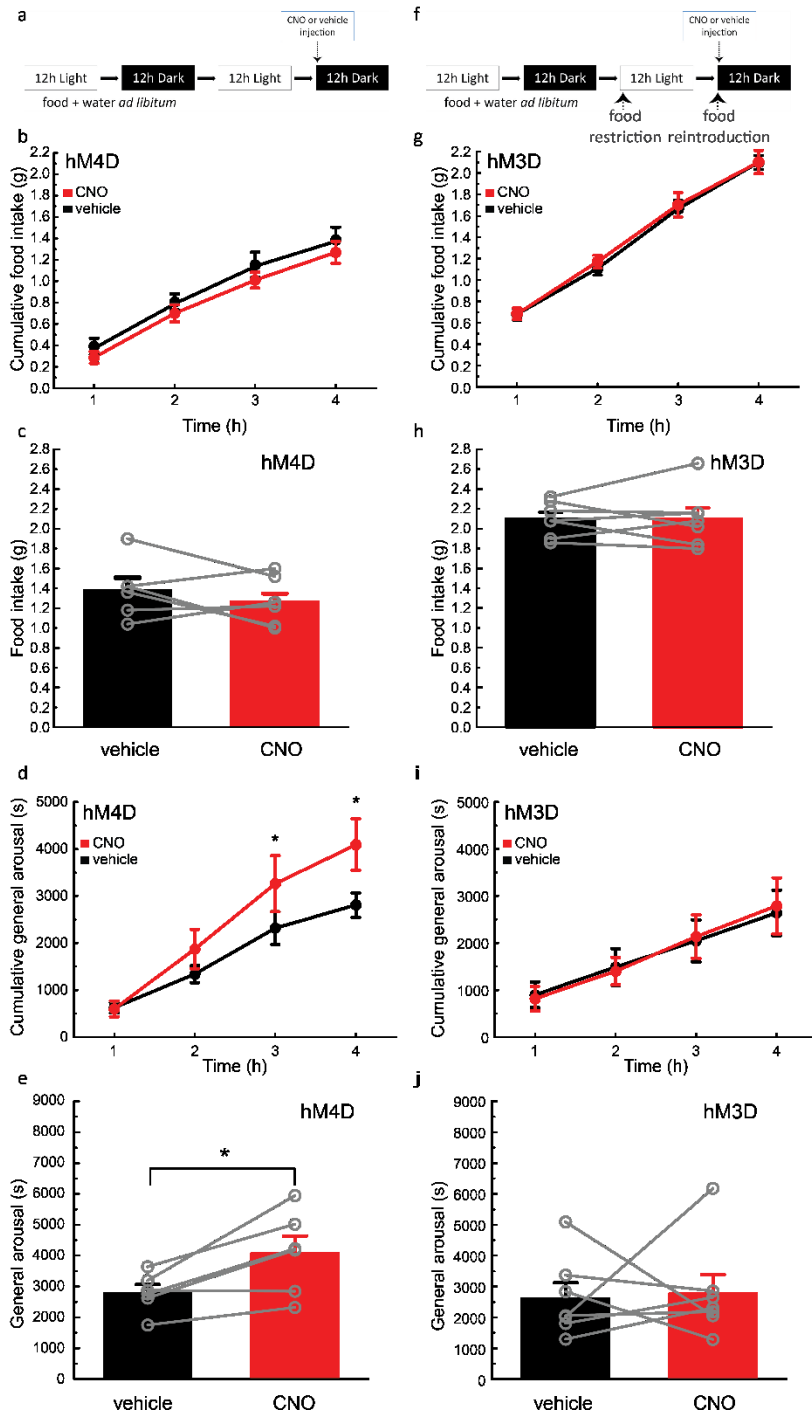 a
CNO or vehicle
injection
12h Light
12h Dark
12h Light
12h Dark
food + water ad libitum
b
hM4D
CNO
vehicle
Cumulative food intake (g)
2.2
2.0
1.8
1.6
1.4
1.2
1.0
0.8
0.6
0.4
0.2
0.0
1
2
3
4
Time (h)
c
hM4D
Food intake (g)
2.8
2.6
2.4
2.2
2.0
1.8
1.6
1.4
1.2
1.0
0.8
0.6
0.4
0.2
0.0
vehicle
CNO
d
hM4D
CNO
vehicle
*
*
Cumulative general arousal (s)
5000
4000
3000
2000
1000
0
1
2
3
4
Time (h)
e
hM4D
*
General arousal (s)
9000
8000
7000
6000
5000
4000
3000
2000
1000
0
vehicle
CNO
f
CNO or vehicle
injection
12h Light
12h Dark
12h Light
12h Dark
food + water ad libitum
food
restriction
food
reintroduction
g
hM3D
CNO
vehicle
Cumulative food intake (g)
2.2
2.0
1.8
1.6
1.4
1.2
1.0
0.8
0.6
0.4
0.2
0.0
1
2
3
4
Time (h)
h
hM3D
Food intake (g)
2.8
2.6
2.4
2.2
2.0
1.8
1.6
1.4
1.2
1.0
0.8
0.6
0.4
0.2
0.0
vehicle
CNO
i
hM3D
CNO
vehicle
Cumulative general arousal (s)
5000
4000
3000
2000
1000
0
1
2
3
4
Time (h)
j
hM3D
General arousal (s)
9000
8000
7000
6000
5000
4000
3000
2000
1000
0
vehicle
CNO